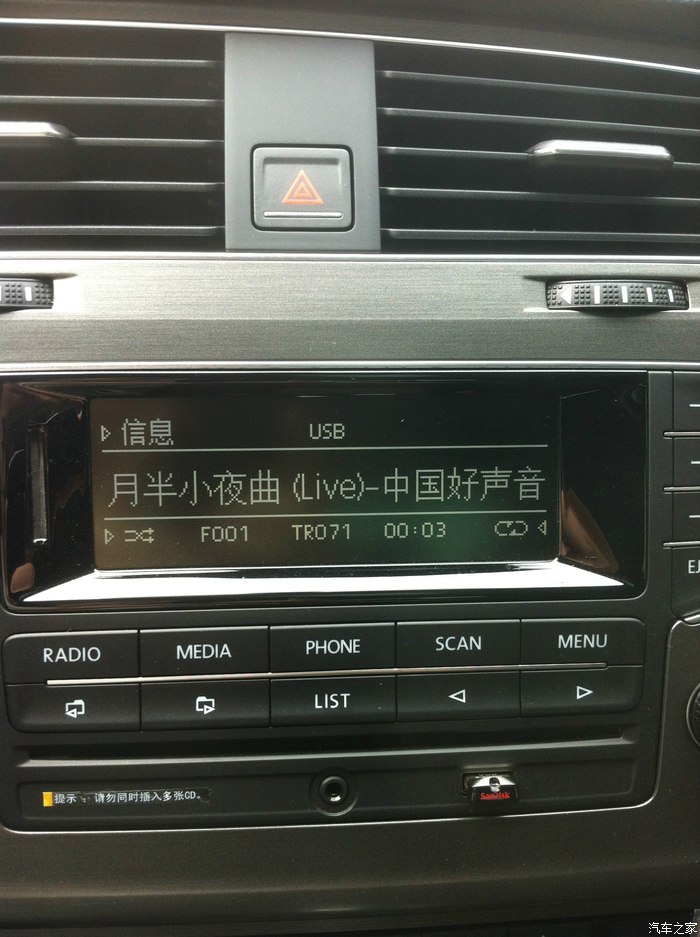 信息 USB
月半小夜曲 (Live)-中国好声音
F001 TR071 00:03
EJ
RADIO MEDIA PHONE SCAN MENU
LIST
提示 请勿同时插入多张CD。
SanDisk
汽车之家